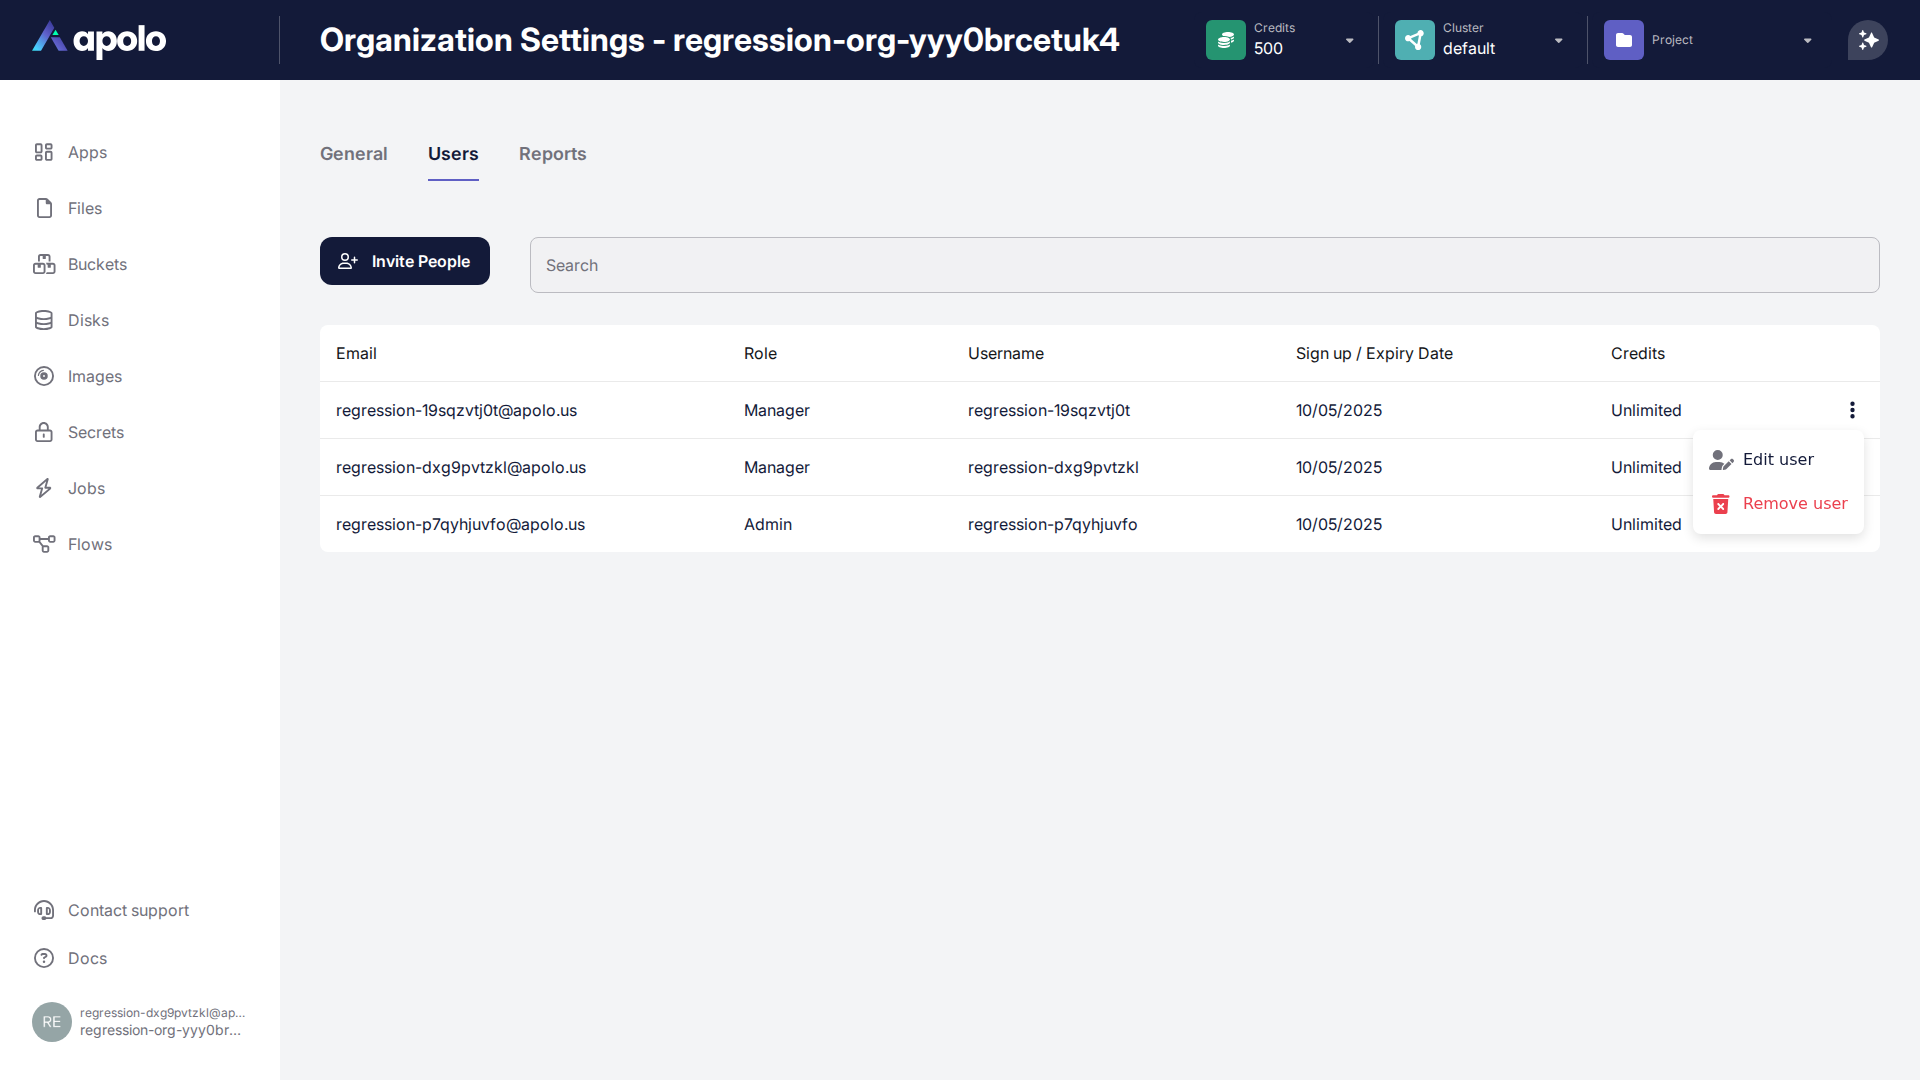 apolo
Organization Settings - regression-org-yyy0brcetuk4
Credits
500
Cluster
default
Project
Apps
Files
Buckets
Disks
Images
Secrets
Jobs
Flows
General Users Reports
Invite People
Search
Email Role Username Sign up / Expiry Date Credits
regression-19sqzvtj0t@apolo.us Manager regression-19sqzvtj0t 10/05/2025 Unlimited
regression-dxg9pvtzkl@apolo.us Manager regression-dxg9pvtzkl 10/05/2025 Unlimited
regression-p7qyhjuvfo@apolo.us Admin regression-p7qyhjuvfo 10/05/2025 Unlimited
Edit user
Remove user
Contact support
Docs
RE
regression-dxg9pvtzkl@ap...
regression-org-yyy0br...